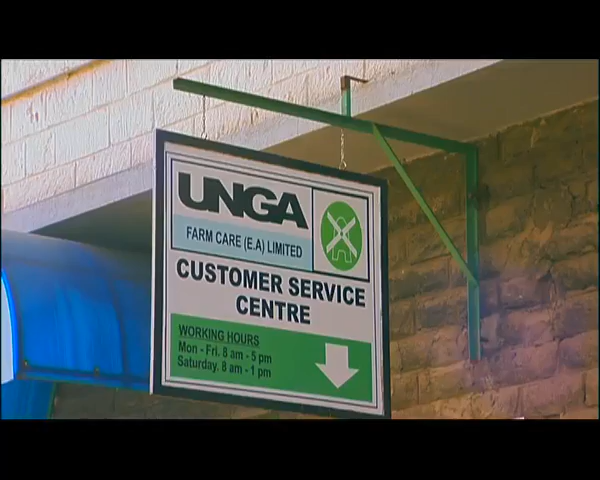 UNGA
FARM CARE (E.A) LIMITED
CUSTOMER SERVICE
CENTRE
WORKING HOURS
Mon - Fri. 8 am - 5 pm
Saturday. 8 am - 1 pm